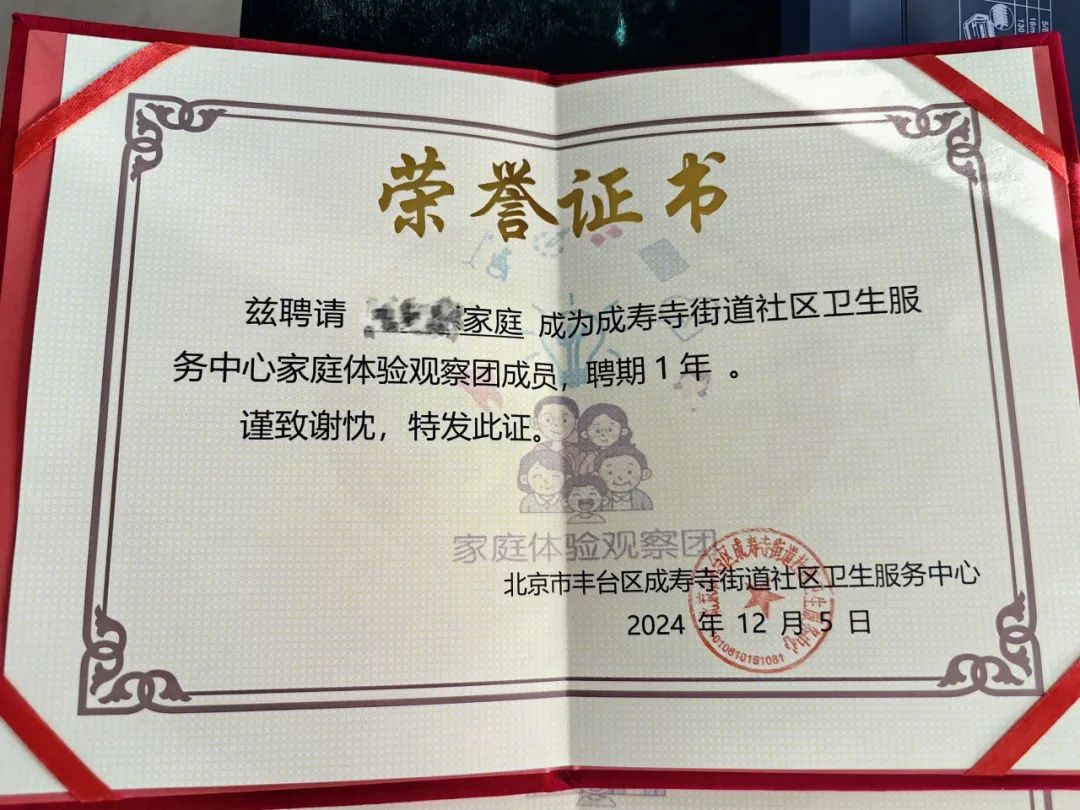 荣誉证书
兹聘请 家庭 成为成寿寺街道社区卫生服
务中心家庭体验观察团成员，聘期 1 年 。
谨致谢忱，特发此证。
家庭体验观察团
北京市丰台区成寿寺街道社区卫生服务中心
2024 年 12 月 5 日